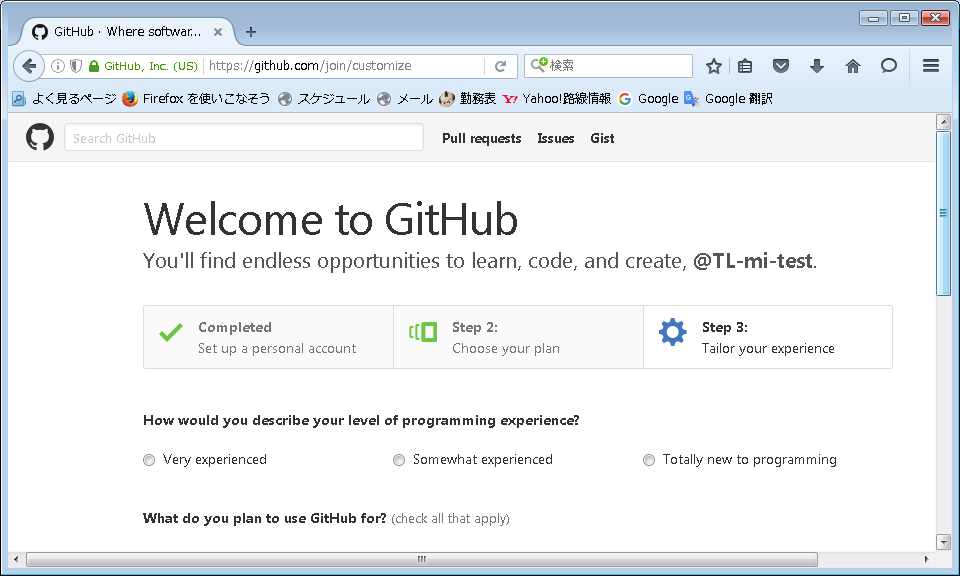 GitHub · Where softwar...
GitHub, Inc. (US) https://github.com/join/customize 検索
よく見るページ Firefox を使いこなそう スケジュール メール 勤務表 Yahoo!路線情報 Google Google 翻訳
Search GitHub Pull requests Issues Gist
Welcome to GitHub
You'll find endless opportunities to learn, code, and create, @TL-mi-test.
Completed
Set up a personal account
Step 2:
Choose your plan
Step 3:
Tailor your experience
How would you describe your level of programming experience?
Very experienced Somewhat experienced Totally new to programming
What do you plan to use GitHub for? (check all that apply)